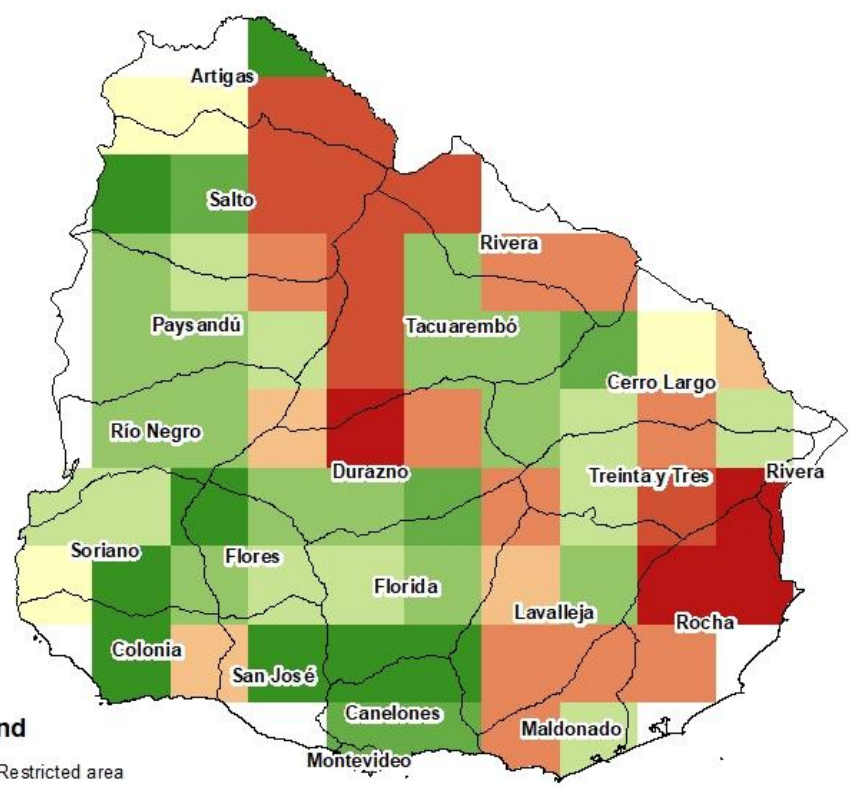 Artigas
Salto
Rivera
Paysandú
Tacuarembó
Cerro Largo
Río Negro
Durazno
Treinta y Tres
Rivera
Soriano
Flores
Florida
Lavalleja
Rocha
Colonia
San José
Canelones
Maldonado
nd
Montevideo
Restricted area